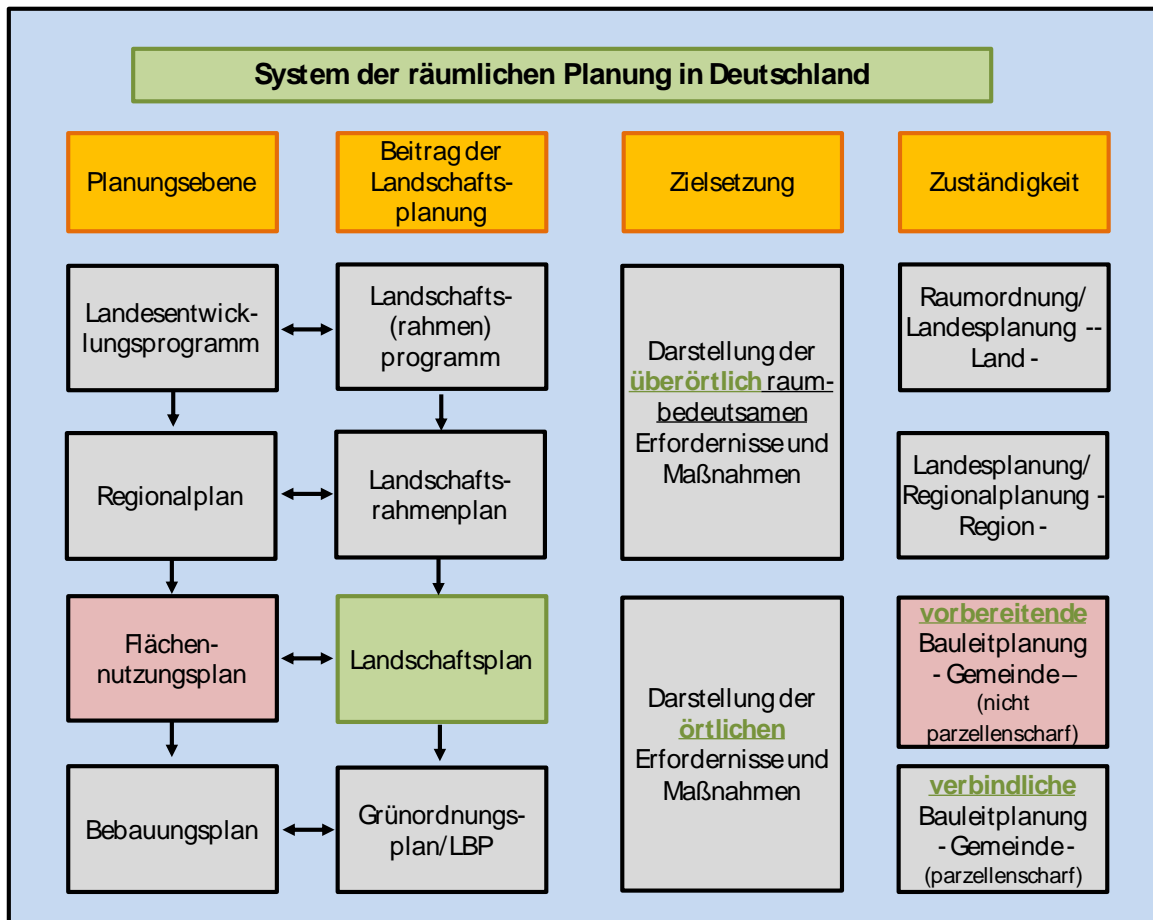 System der räumlichen Planung in Deutschland
Planungsebene
Beitrag der
Landschafts-
planung
Zielsetzung
Zuständigkeit
Landesentwick-
lungsprogramm
Landschafts-
(rahmen)
programm
Darstellung der
überörtlich raum-
bedeutsamen
Erfordernisse und
Maßnahmen
Raumordnung/
Landesplanung --
Land -
Regionalplan
Landschafts-
rahmenplan
Landesplanung/
Regionalplanung -
Region -
Flächen-
nutzungsplan
Landschaftsplan
Darstellung der
örtlichen
Erfordernisse und
Maßnahmen
vorbereitende
Bauleitplanung
- Gemeinde –
(nicht
parzellenscharf)
Bebauungsplan
Grünordnungs-
plan/ LBP
verbindliche
Bauleitplanung
- Gemeinde -
(parzellenscharf)